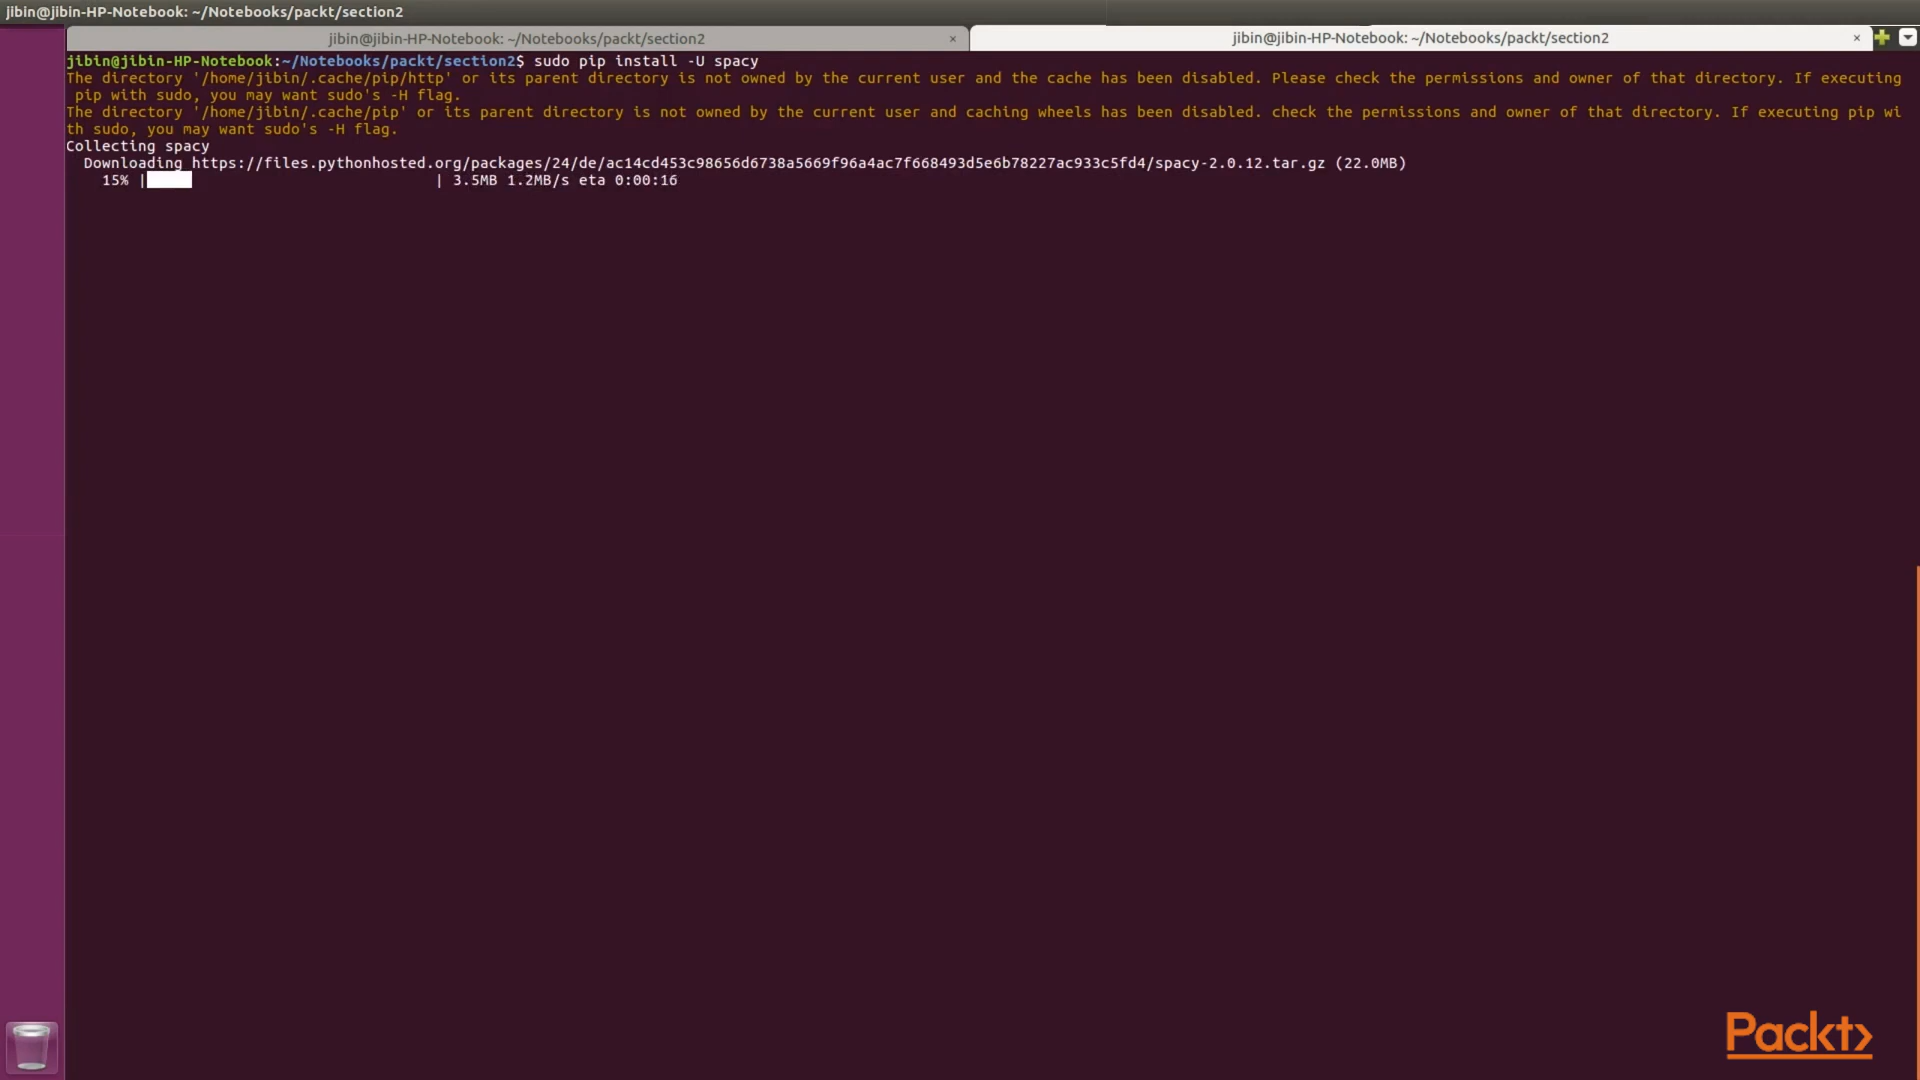 jibin@jibin-HP-Notebook: ~/Notebooks/packt/section2
jibin@jibin-HP-Notebook: ~/Notebooks/packt/section2 ×
jibin@jibin-HP-Notebook: ~/Notebooks/packt/section2 ×
jibin@jibin-HP-Notebook:~/Notebooks/packt/section2$ sudo pip install -U spacy
The directory '/home/jibin/.cache/pip/http' or its parent directory is not owned by the current user and the cache has been disabled. Please check the permissions and owner of that directory. If executing
pip with sudo, you may want sudo's -H flag.
The directory '/home/jibin/.cache/pip' or its parent directory is not owned by the current user and caching wheels has been disabled. check the permissions and owner of that directory. If executing pip wi
th sudo, you may want sudo's -H flag.
Collecting spacy
Downloading https://files.pythonhosted.org/packages/24/de/ac14cd453c98656d6738a5669f96a4ac7f668493d5e6b78227ac933c5fd4/spacy-2.0.12.tar.gz (22.0MB)
15% |█████ | 3.5MB 1.2MB/s eta 0:00:16
Packt>